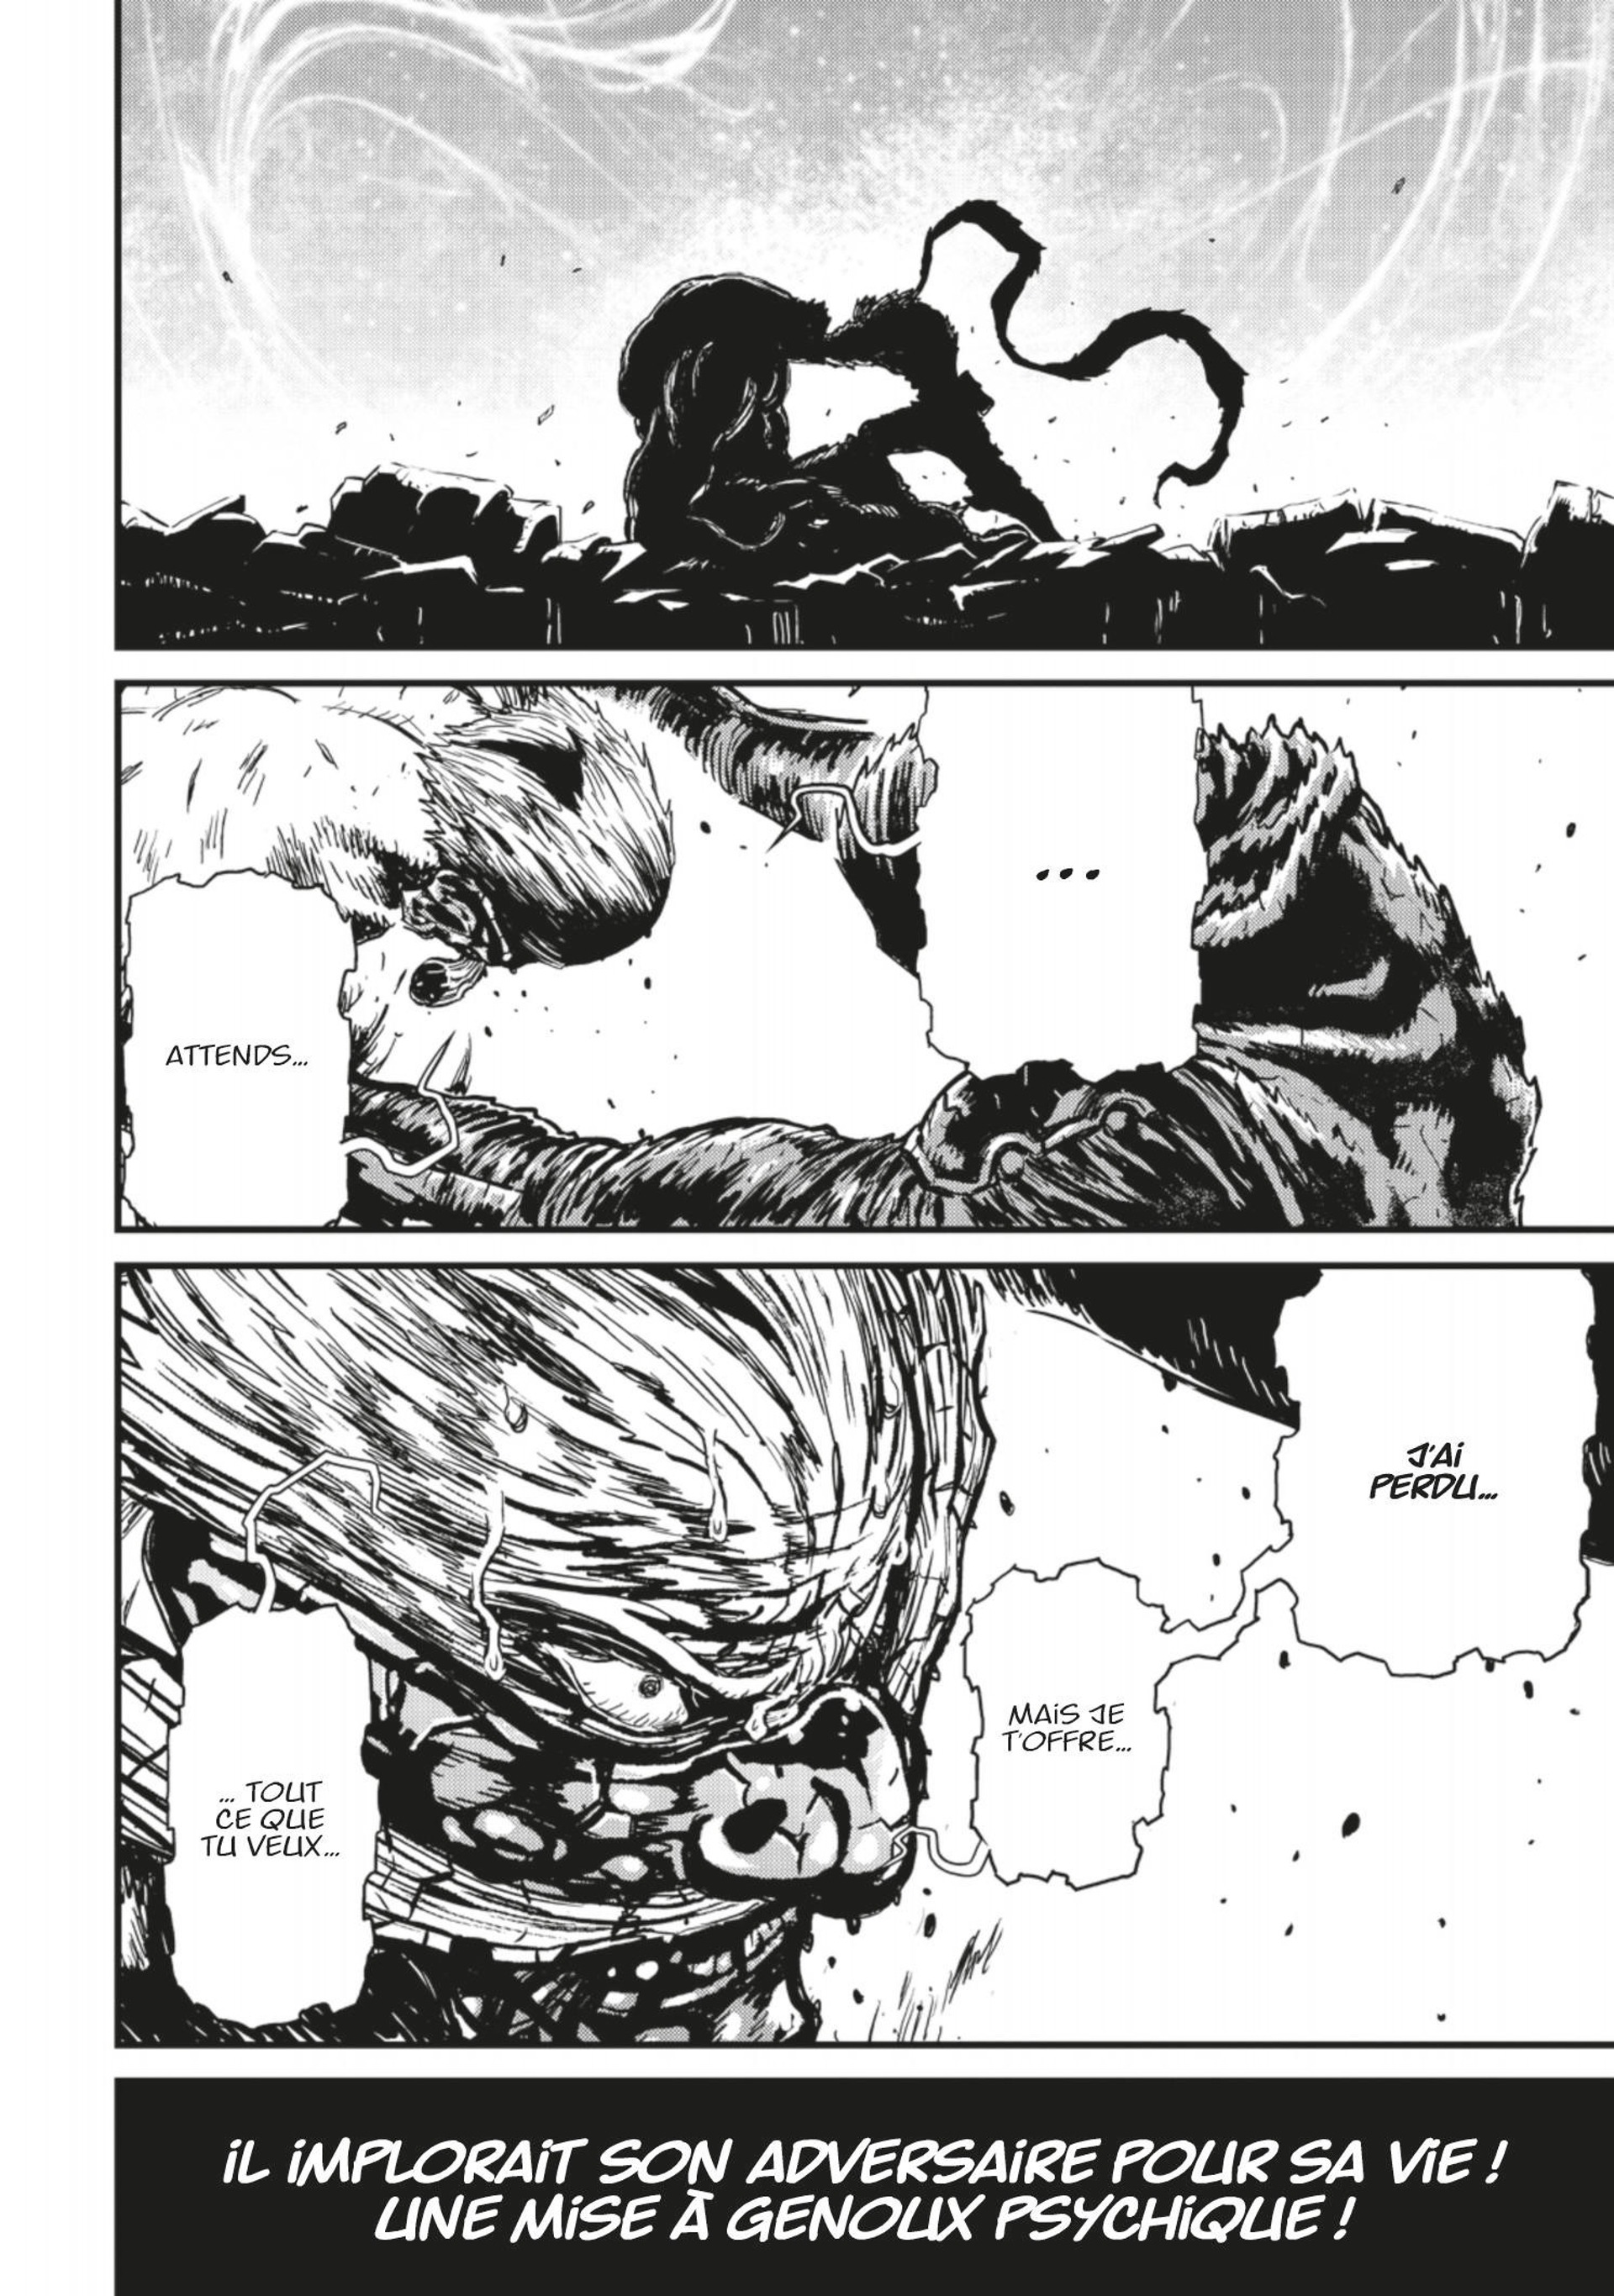 ...
ATTENDS...
J'AI
PERDU...
MAIS JE
T'OFFRE...
... TOUT
CE QUE
TU VEUX...
IL IMPLORAIT SON ADVERSAIRE POUR SA VIE !
UNE MISE À GENOUX PSYCHIQUE !